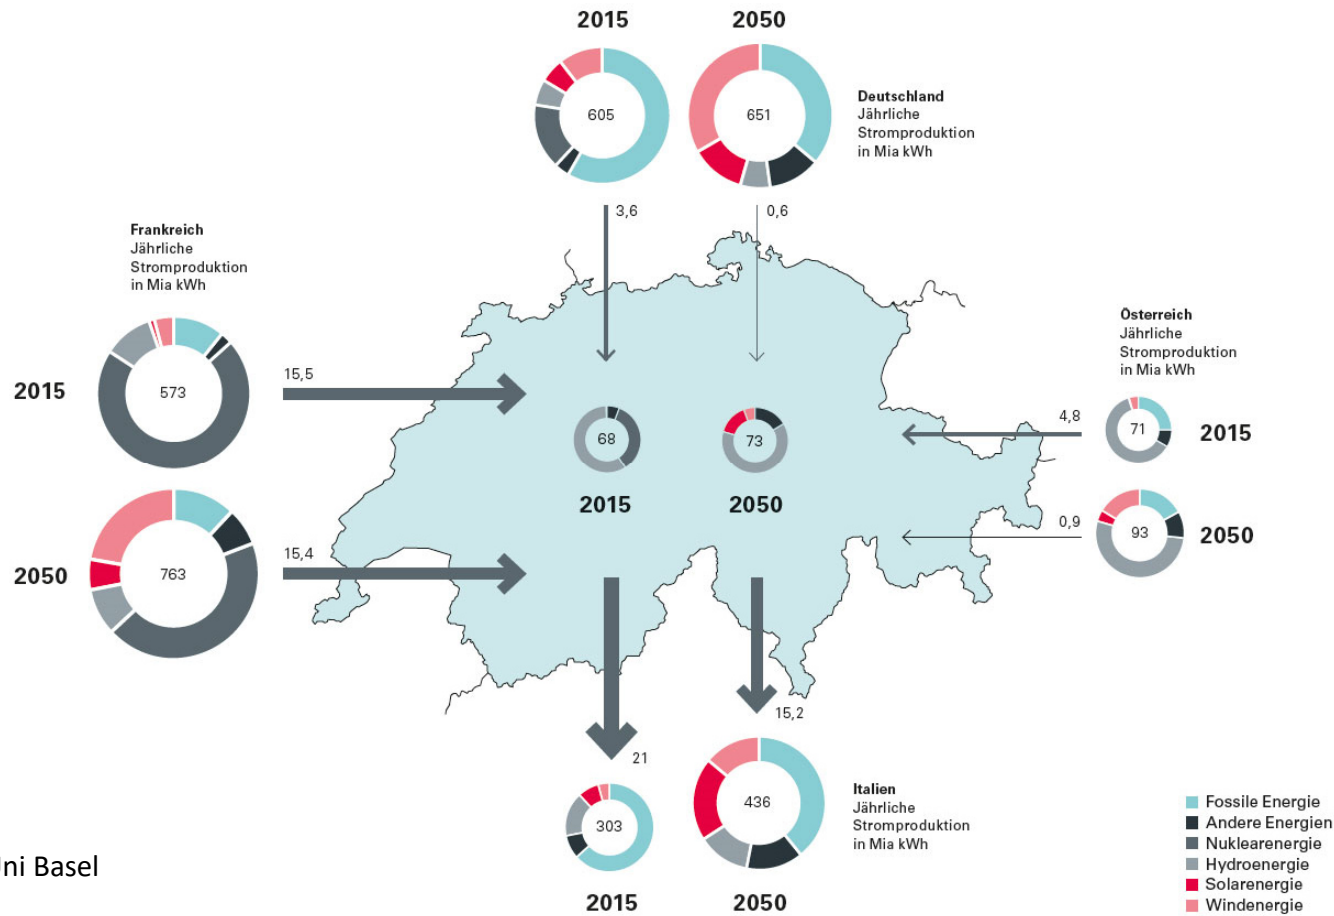 2015
2050
605
651
Deutschland
Jährliche
Stromproduktion
in Mia kWh
3,6
0,6
Frankreich
Jährliche
Stromproduktion
in Mia kWh
2015
573
15,5
2050
763
15,4
68
2015
73
2050
Österreich
Jährliche
Stromproduktion
in Mia kWh
4,8
71
2015
0,9
93
2050
21
15,2
303
2015
436
2050
Italien
Jährliche
Stromproduktion
in Mia kWh
Fossile Energie
Andere Energien
Nuklearenergie
Hydroenergie
Solarenergie
Windenergie
Basel